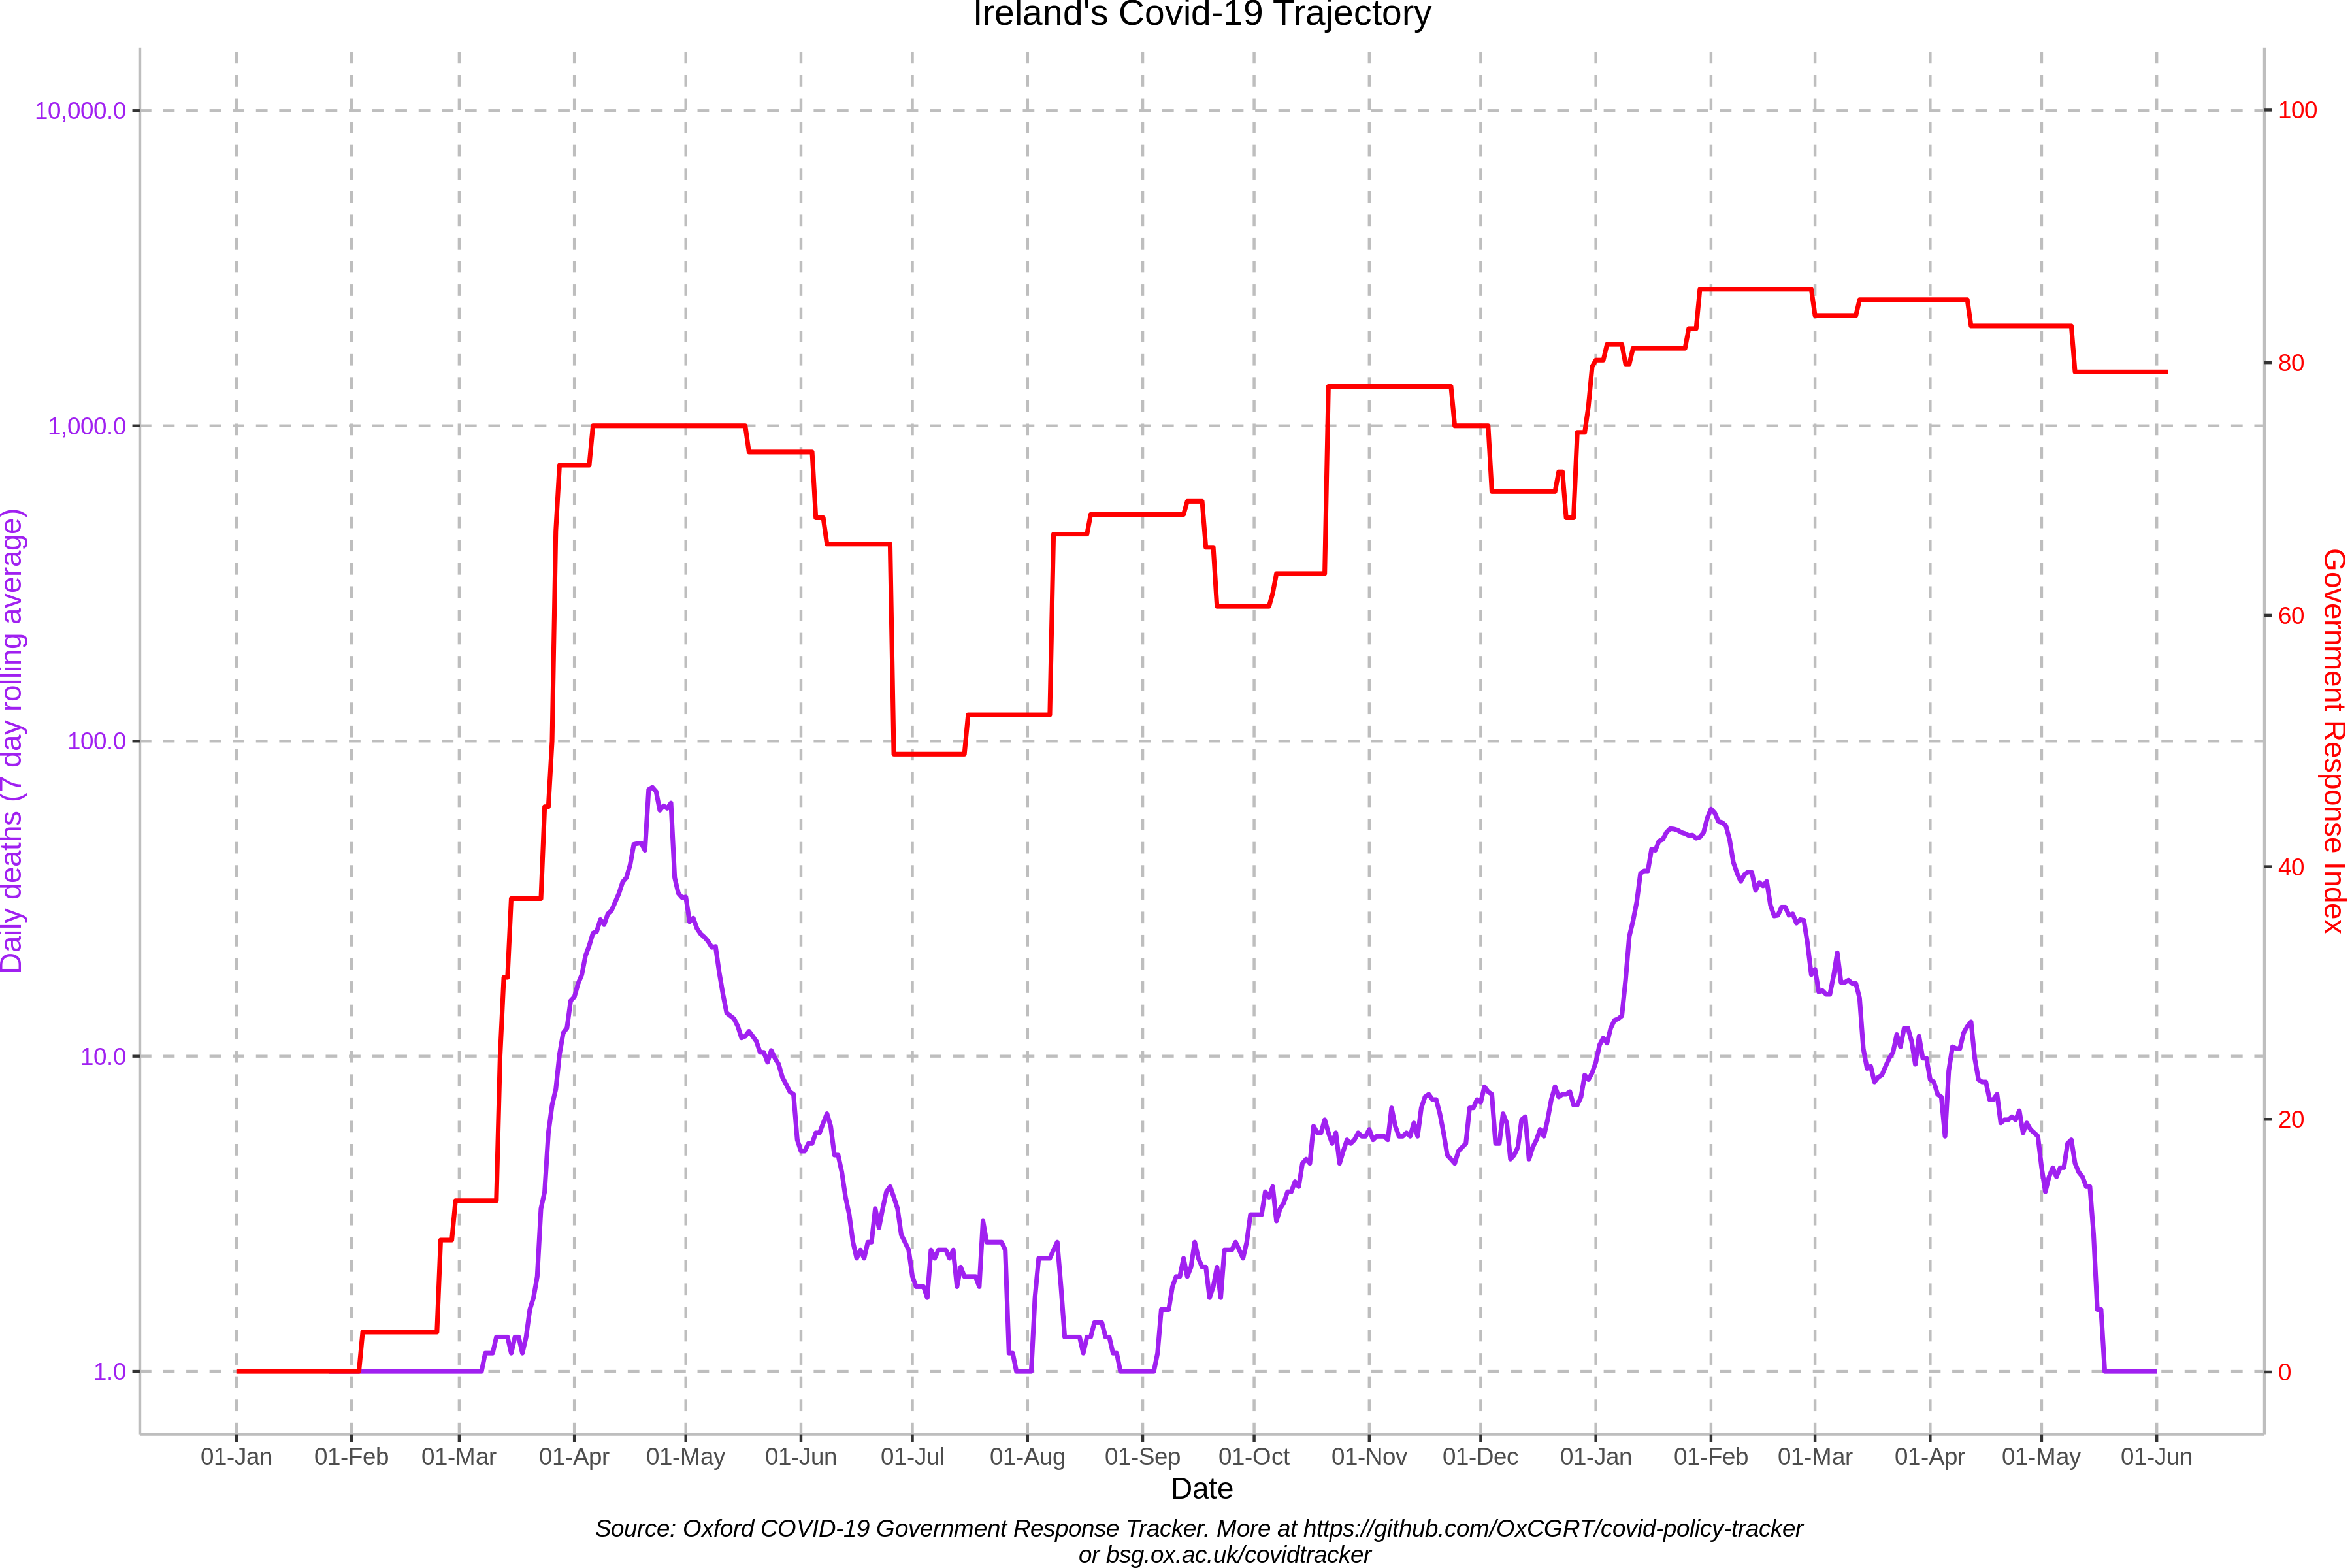 Ireland's Covid-19 Trajectory
10,000.0
1,000.0
100.0
10.0
1.0
Daily deaths (7 day rolling average)
100
80
60
40
20
0
Government Response Index
01-Jan 01-Feb 01-Mar 01-Apr 01-May 01-Jun 01-Jul 01-Aug 01-Sep 01-Oct 01-Nov 01-Dec 01-Jan 01-Feb 01-Mar 01-Apr 01-May 01-Jun
Date
Source: Oxford COVID-19 Government Response Tracker. More at https://github.com/OxCGRT/covid-policy-tracker
or bsg.ox.ac.uk/covidtracker